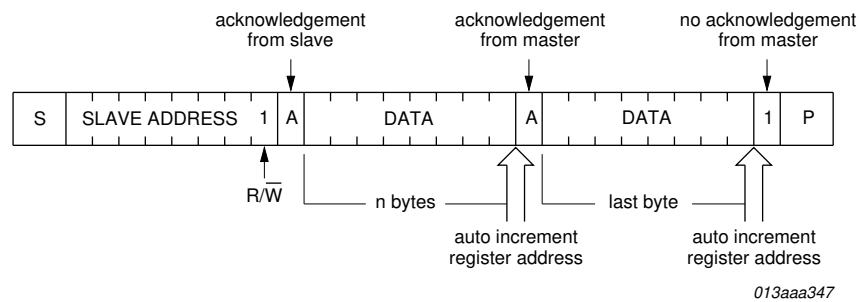 acknowledgement
from slave
acknowledgement
from master
no acknowledgement
from master
S SLAVE ADDRESS 1 A DATA A DATA 1 P
R/W̅
n bytes
last byte
auto increment
register address
auto increment
register address
013aaa347